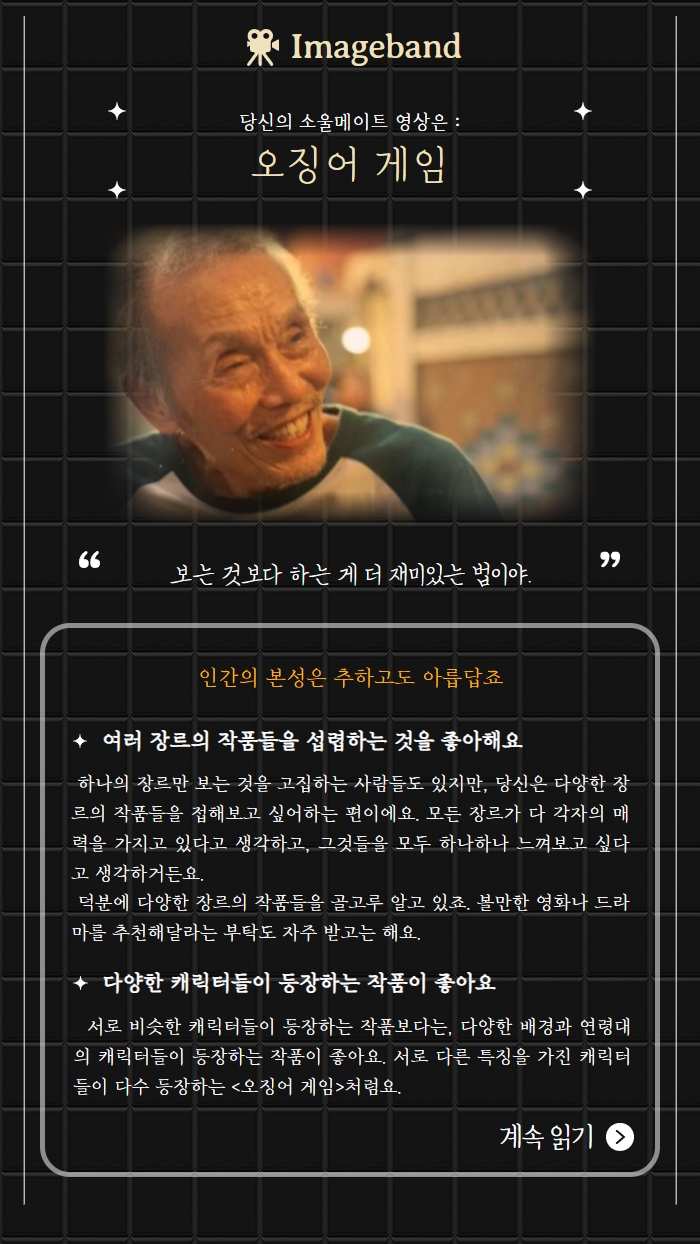 Imageband
당신의 소울메이트 영상은 :
오징어 게임
“ 보는 것보다 하는 게 더 재미있는 법이야. ”
인간의 본성은 추하고도 아릅답죠
여러 장르의 작품들을 섭렵하는 것을 좋아해요
하나의 장르만 보는 것을 고집하는 사람들도 있지만, 당신은 다양한 장
르의 작품들을 접해보고 싶어하는 편이에요. 모든 장르가 다 각자의 매
력을 가지고 있다고 생각하고, 그것들을 모두 하나하나 느껴보고 싶다
고 생각하거든요.
덕분에 다양한 장르의 작품들을 골고루 알고 있죠. 볼만한 영화나 드라
마를 추천해달라는 부탁도 자주 받고는 해요.
다양한 캐릭터들이 등장하는 작품이 좋아요
서로 비슷한 캐릭터들이 등장하는 작품보다는, 다양한 배경과 연령대
의 캐릭터들이 등장하는 작품이 좋아요. 서로 다른 특징을 가진 캐릭터
들이 다수 등장하는 <오징어 게임>처럼요.
계속 읽기